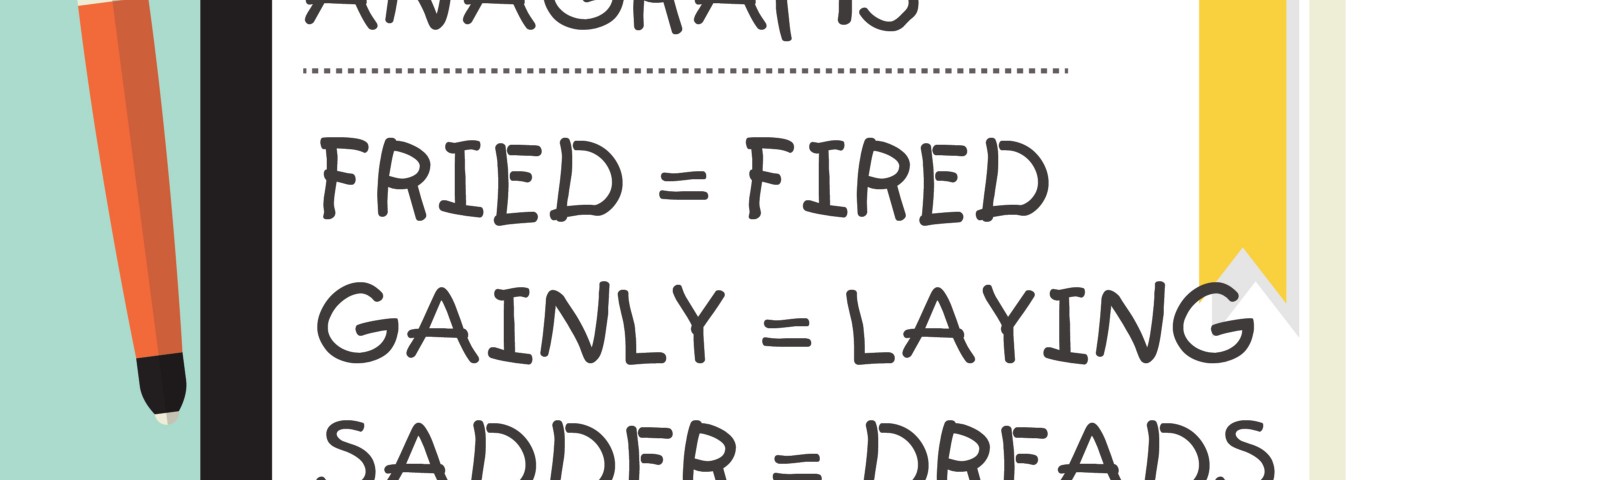 ANAGRAMS
FRIED = FIRED
GAINLY = LAYING
SADDER = DREADS